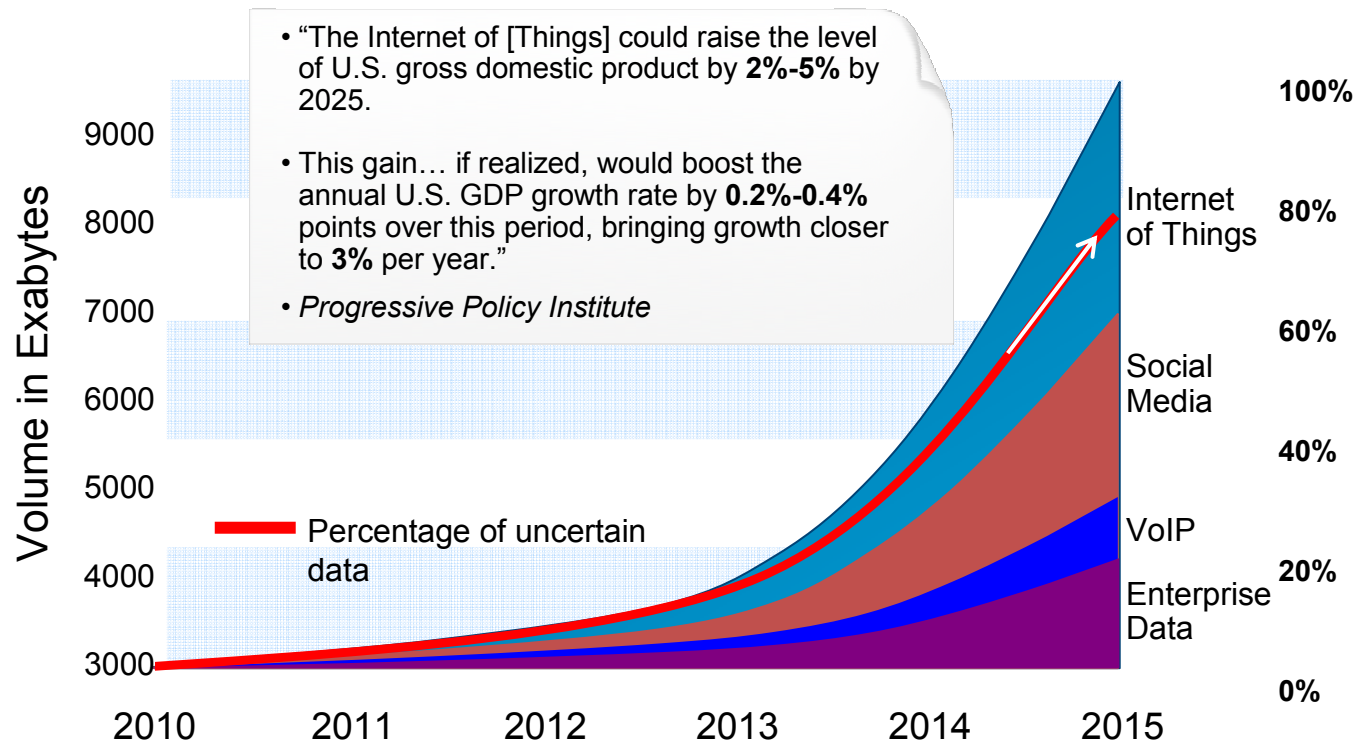 • “The Internet of [Things] could raise the level
of U.S. gross domestic product by 2%-5% by
2025.
• This gain… if realized, would boost the
annual U.S. GDP growth rate by 0.2%-0.4%
points over this period, bringing growth closer
to 3% per year.”
• Progressive Policy Institute
Volume in Exabytes
9000
8000
7000
6000
5000
4000
3000
Percentage of uncertain
data
100%
80%
60%
40%
20%
0%
Internet
of Things
Social
Media
VoIP
Enterprise
Data
2010
2011
2012
2013
2014
2015